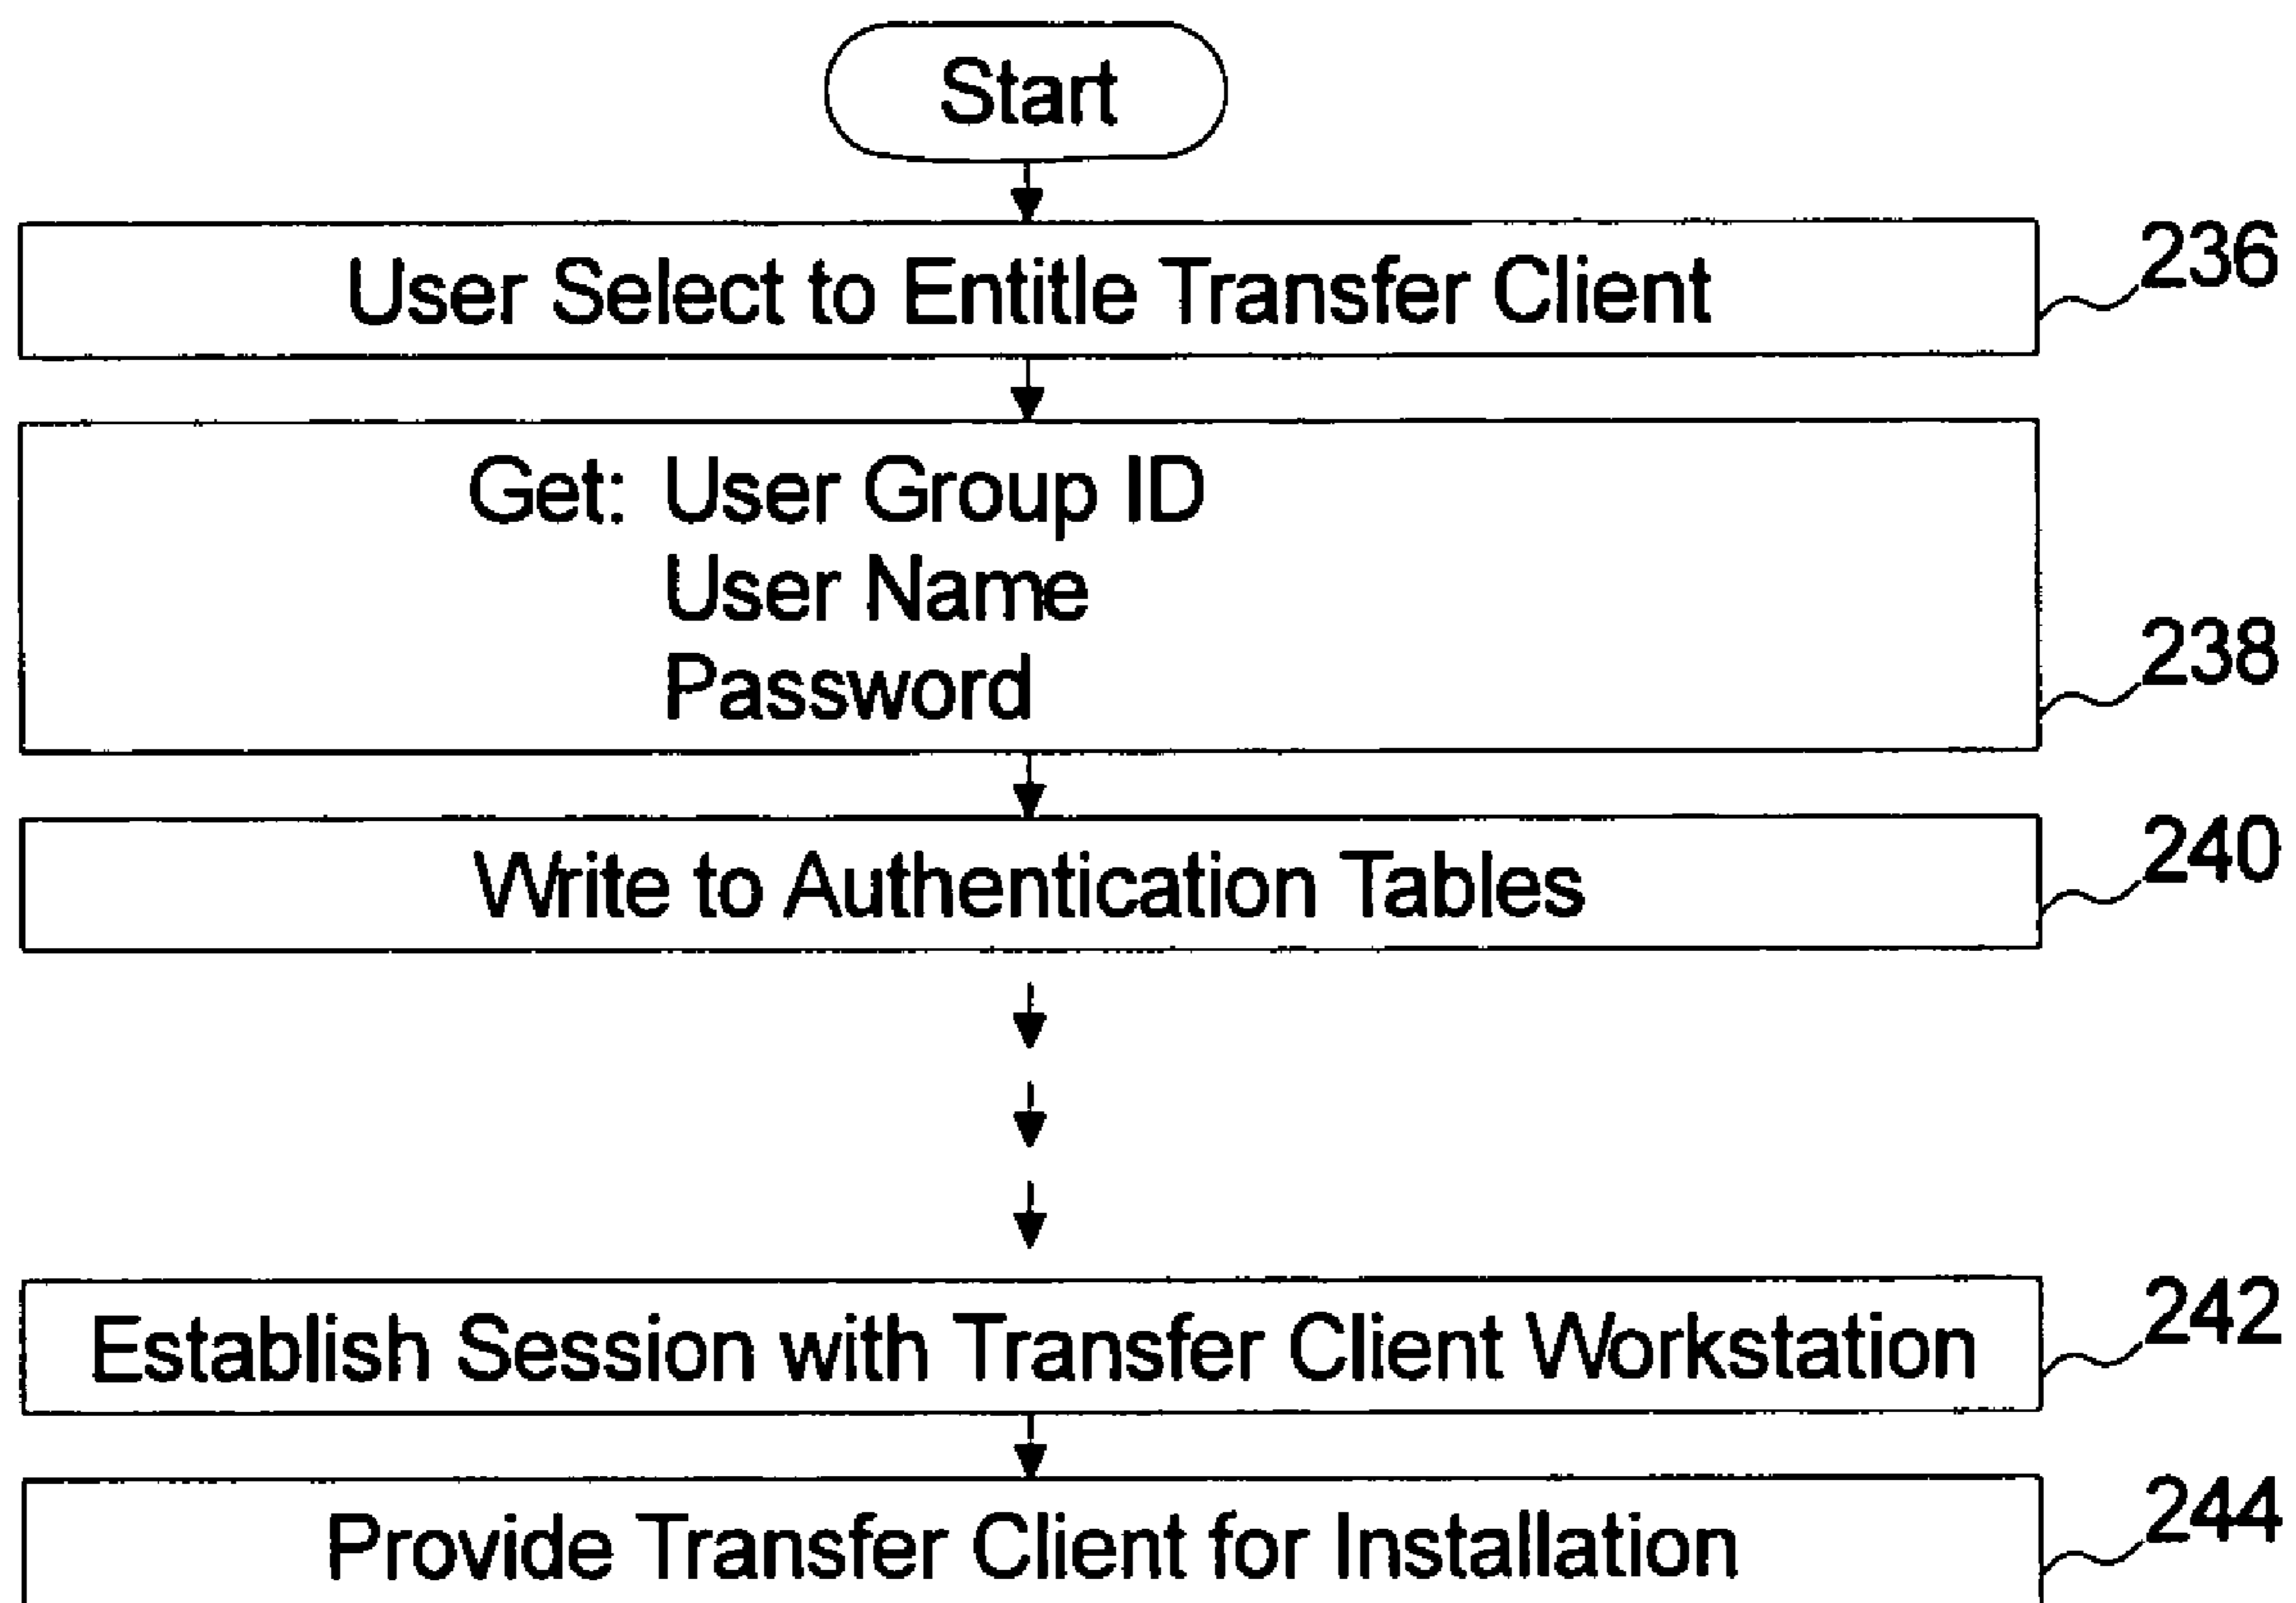 Start
User Select to Entitle Transfer Client
236
Get: User Group ID
User Name
Password
238
Write to Authentication Tables
240
Establish Session with Transfer Client Workstation
242
Provide Transfer Client for Installation
244